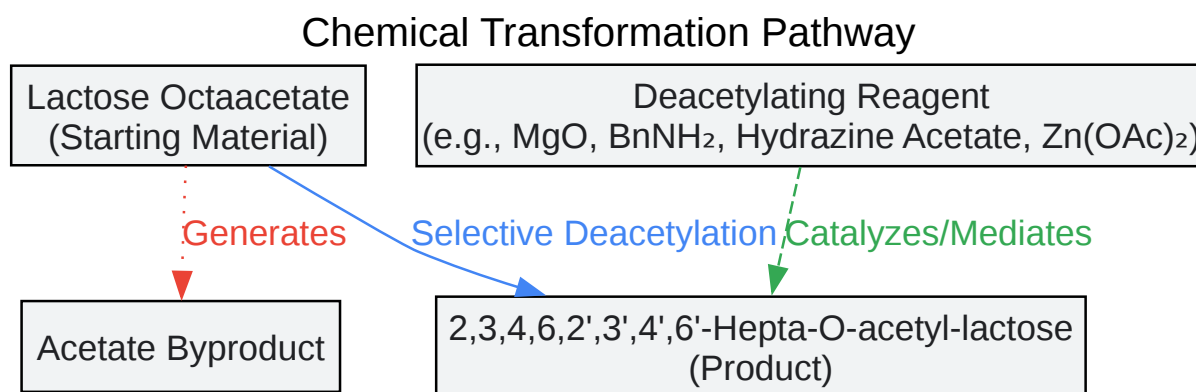 Chemical Transformation Pathway
Lactose Octaacetate
(Starting Material)
Deacetylating Reagent
(e.g., MgO, BnNH₂, Hydrazine Acetate, Zn(OAc)₂)
Generates
Selective Deacetylation
Catalyzes/Mediates
Acetate Byproduct
2,3,4,6,2',3',4',6'-Hepta-O-acetyl-lactose
(Product)